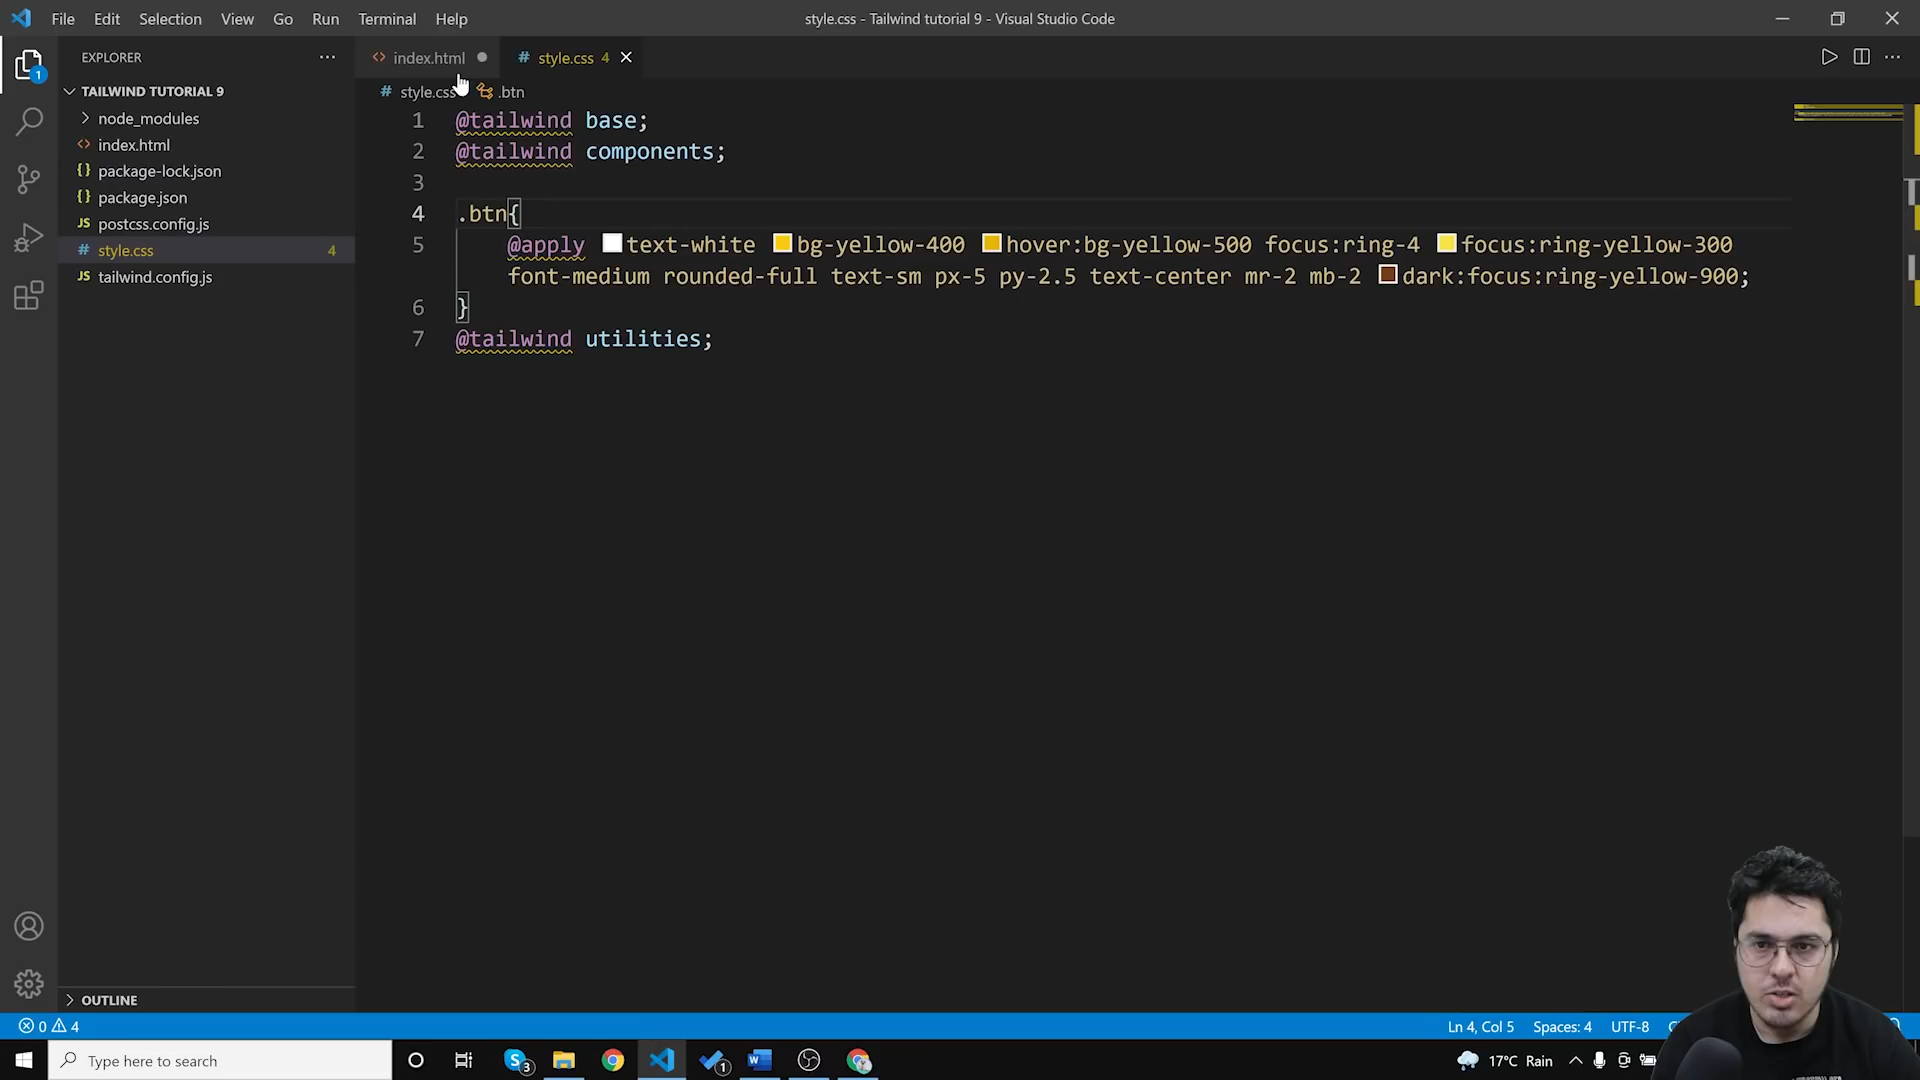 File Edit Selection View Go Run Terminal Help
style.css - Tailwind tutorial 9 - Visual Studio Code
EXPLORER
TAILWIND TUTORIAL 9
node_modules
index.html
package-lock.json
package.json
postcss.config.js
style.css 4
tailwind.config.js
OUTLINE
1
index.html
style.css 4
style.css .btn
1 @tailwind base;
2 @tailwind components;
3
4 .btn{
5 @apply text-white bg-yellow-400 hover:bg-yellow-500 focus:ring-4 focus:ring-yellow-300
font-medium rounded-full text-sm px-5 py-2.5 text-center mr-2 mb-2 dark:focus:ring-yellow-900;
6 }
7 @tailwind utilities;
0 4
Ln 4, Col 5 Spaces: 4 UTF-8
Type here to search
3
1
17°C Rain